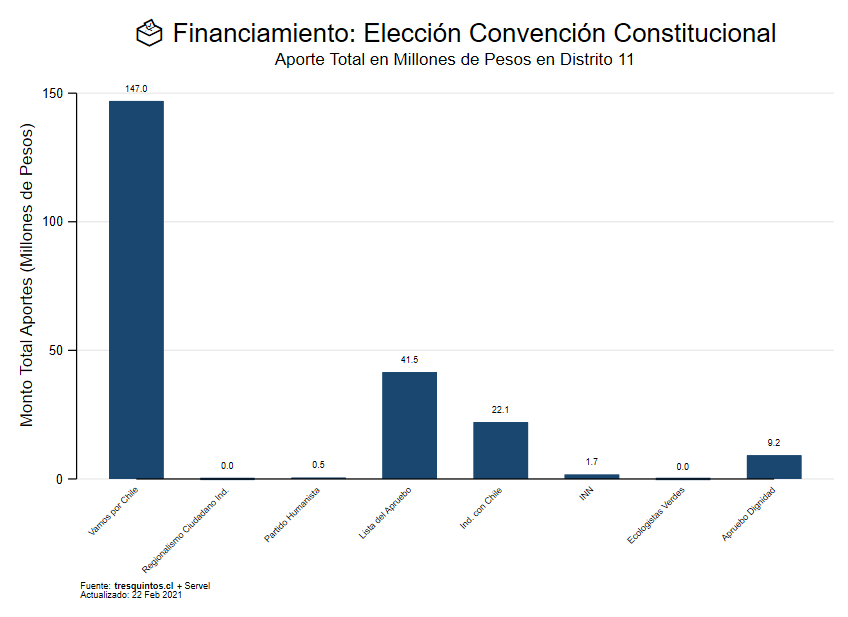 Financiamiento: Elección Convención Constitucional
Aporte Total en Millones de Pesos en Distrito 11
Monto Total Aportes (Millones de Pesos)
150
100
50
0
147.0
0.0
0.5
41.5
22.1
1.7
0.0
9.2
Vamos por Chile
Regionalismo Ciudadano Ind.
Partido Humanista
Lista del Apruebo
Ind. con Chile
INN
Ecologistas Verdes
Apruebo Dignidad
Fuente: tresquintos.cl + Servel
Actualizado: 22 Feb 2021